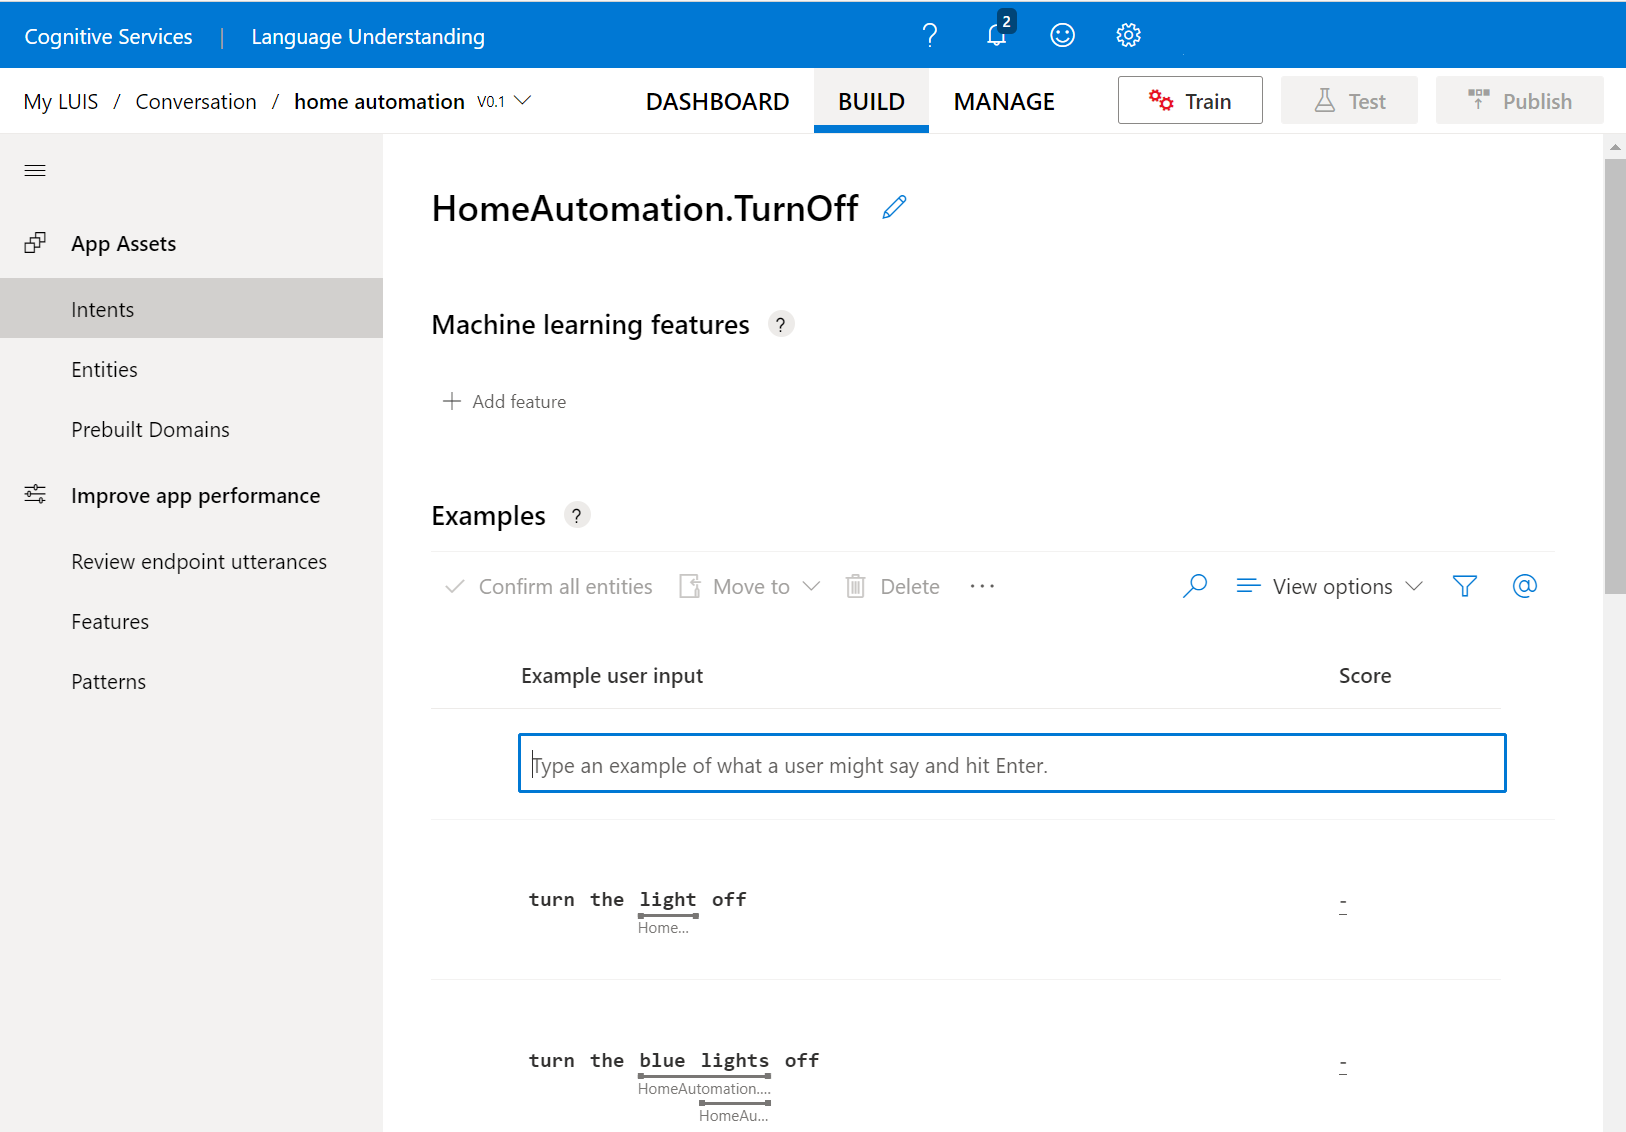 Cognitive Services | Language Understanding
2
My LUIS / Conversation / home automation V0.1
DASHBOARD BUILD MANAGE
Train Test Publish
App Assets
Intents
Entities
Prebuilt Domains
Improve app performance
Review endpoint utterances
Features
Patterns
HomeAutomation.TurnOff
Machine learning features ?
+ Add feature
Examples ?
Confirm all entities Move to Delete ... View options @
Example user input Score
Type an example of what a user might say and hit Enter.
turn the light off -
Home...
turn the blue lights off -
HomeAutomation....
HomeAu...